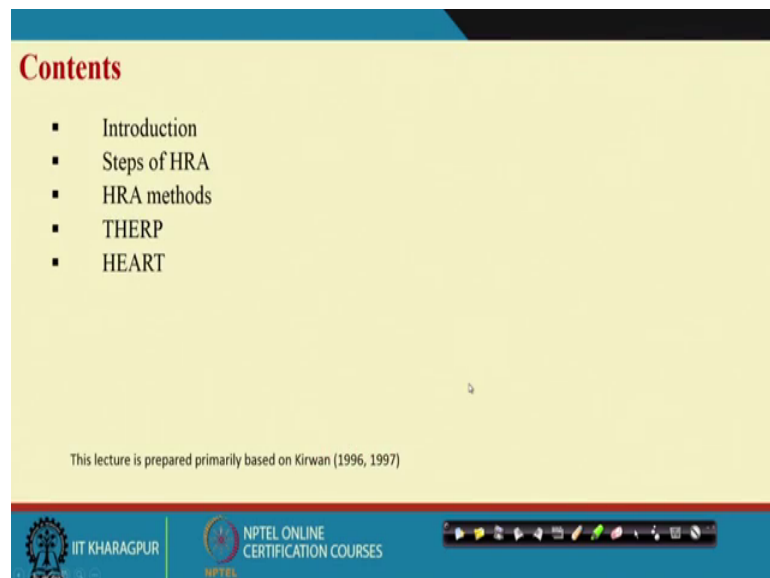 Contents
▪ Introduction
▪ Steps of HRA
▪ HRA methods
▪ THERP
▪ HEART
This lecture is prepared primarily based on Kirwan (1996, 1997)
IIT KHARAGPUR
NPTEL
NPTEL ONLINE
CERTIFICATION COURSES